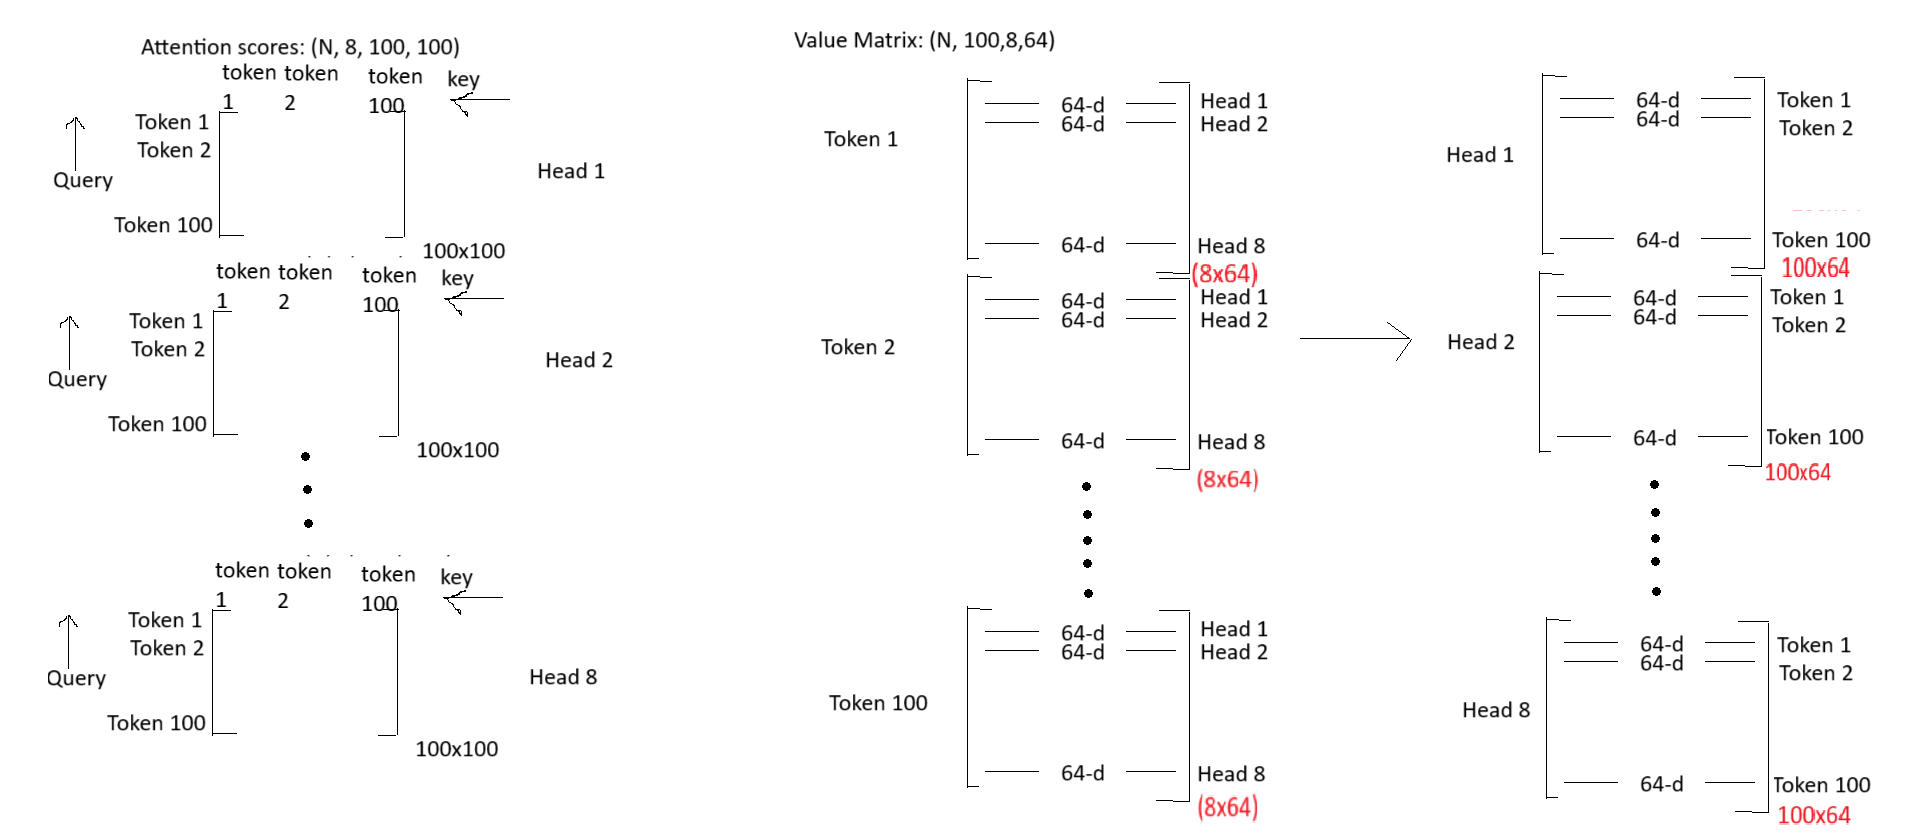 Attention scores: (N, 8, 100, 100)
token token token key
1 2 100
Token 1
Token 2
Query
Head 1
Token 100
100x100
token token token key
1 2 100
Token 1
Token 2
Query
Head 2
Token 100
100x100
token token token key
1 2 100
Token 1
Token 2
Query
Head 8
Token 100
100x100
Value Matrix: (N, 100,8,64)
64-d Head 1
64-d Head 2
Token 1
64-d Head 8
(8x64)
64-d Head 1
64-d Head 2
Token 2
64-d Head 8
(8x64)
64-d Head 1
64-d Head 2
Token 100
64-d Head 8
(8x64)
64-d Token 1
64-d Token 2
Head 1
64-d Token 100
100x64
64-d Token 1
64-d Token 2
Head 2
64-d Token 100
100x64
64-d Token 1
64-d Token 2
Head 8
64-d Token 100
100x64